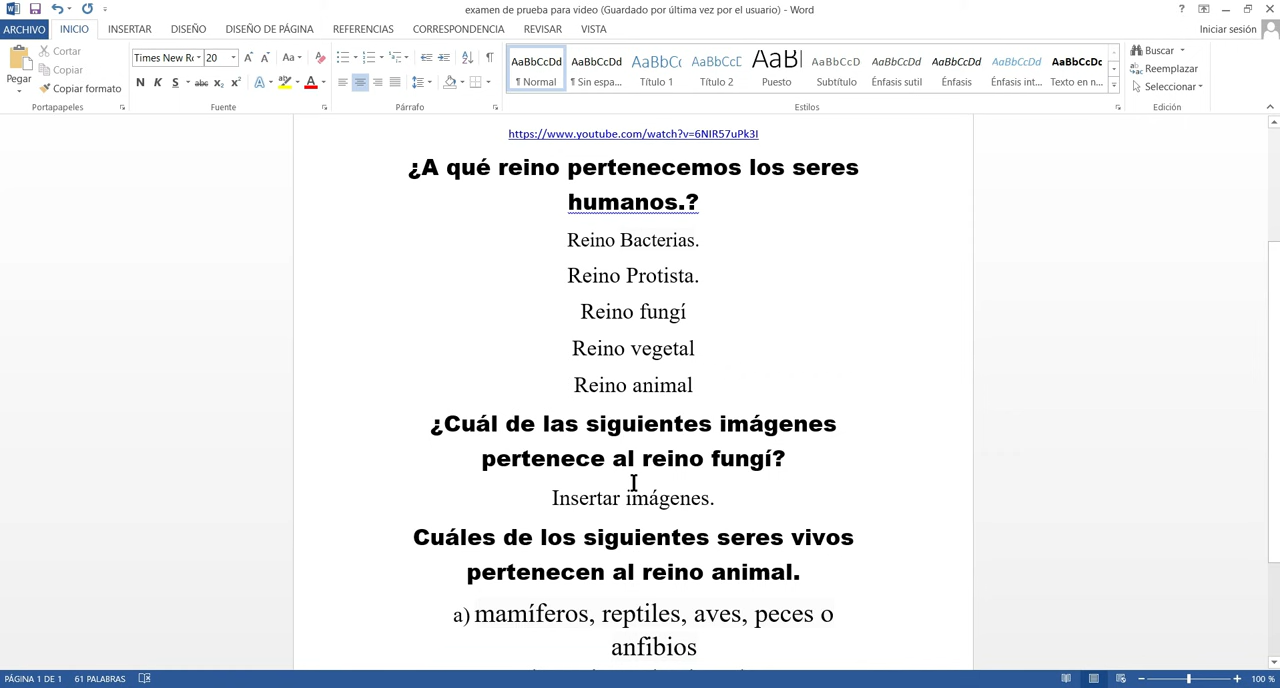 examen de prueba para video (Guardado por última vez por el usuario) - Word
ARCHIVO INICIO INSERTAR DISEÑO DISEÑO DE PÁGINA REFERENCIAS CORRESPONDENCIA REVISAR VISTA Iniciar sesión
Pegar
Cortar
Copiar
Copiar formato
Portapapeles
Times New Ro 20
N K S abc x₂ x² A A
Fuente
Párrafo
AaBbCcDd AaBbCcDd AaBbCc AaBbCcE AaBl AaBbCcD AaBbCcDd AaBbCcDd AaBbCcDd AaBbCcDc
¶ Normal ¶ Sin espa... Título 1 Título 2 Puesto Subtítulo Énfasis sutil Énfasis Énfasis int... Texto en n...
Estilos
Buscar
Reemplazar
Seleccionar
Edición
https://www.youtube.com/watch?v=6NIR57uPk3I
¿A qué reino pertenecemos los seres
humanos.?
Reino Bacterias.
Reino Protista.
Reino fungí
Reino vegetal
Reino animal
¿Cuál de las siguientes imágenes
pertenece al reino fungí?
Insertar imágenes.
Cuáles de los siguientes seres vivos
pertenecen al reino animal.
a) mamíferos, reptiles, aves, peces o
anfibios
PÁGINA 1 DE 1 61 PALABRAS 100 %